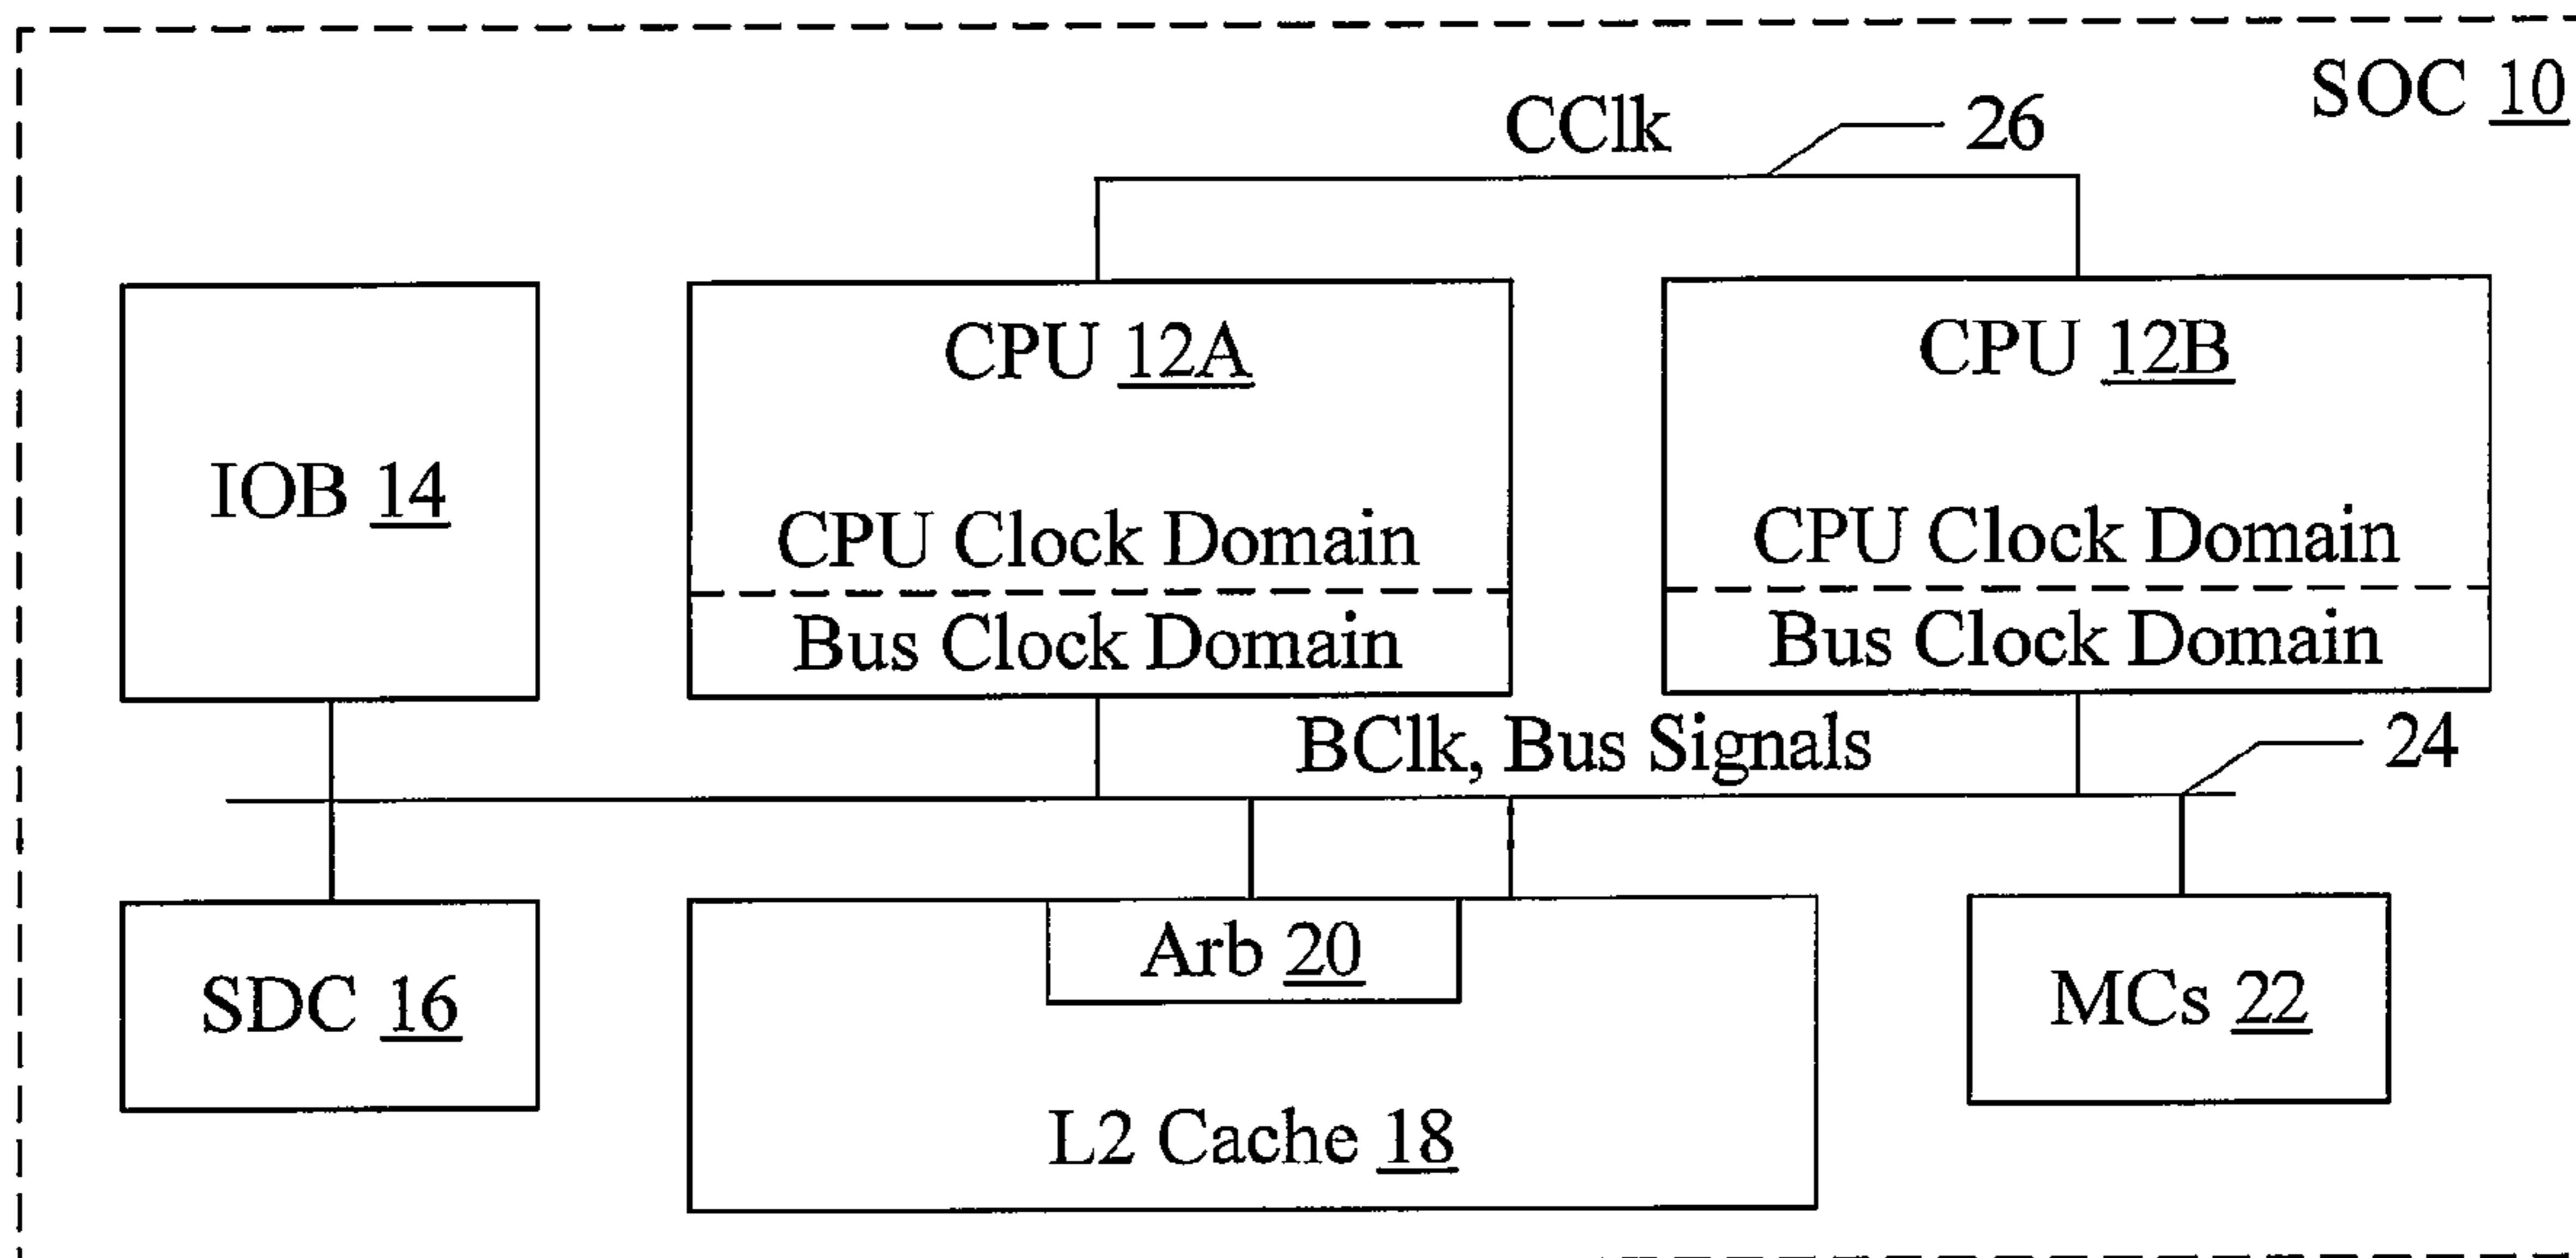 SOC 10
CClk
26
CPU 12A
CPU 12B
IOB 14
CPU Clock Domain
CPU Clock Domain
Bus Clock Domain
Bus Clock Domain
BClk, Bus Signals
24
Arb 20
SDC 16
MCs 22
L2 Cache 18